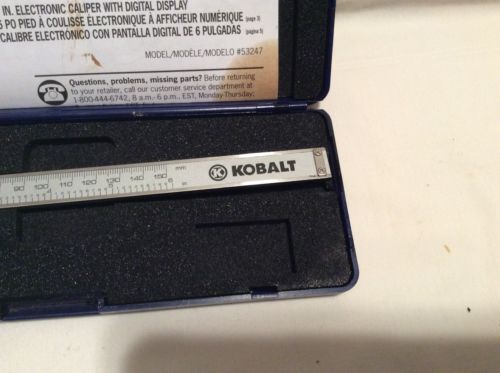 IN. ELECTRONIC CALIPER WITH DIGITAL DISPLAY
PO PIED À COULISSE ÉLECTRONIQUE À AFFICHEUR NUMÉRIQUE (page 3)
CALIBRE ELECTRÓNICO CON PANTALLA DIGITAL DE 6 PULGADAS (página 5)
MODEL/MODÈLE/MODELO #53247
Questions, problems, missing parts? Before returning
to your retailer, call our customer service department at
1-800-444-6742, 8 a.m.- 6 p.m., EST, Monday-Thursday;
90 100 110 120 130 140 150 mm
4 5 6
KOBALT